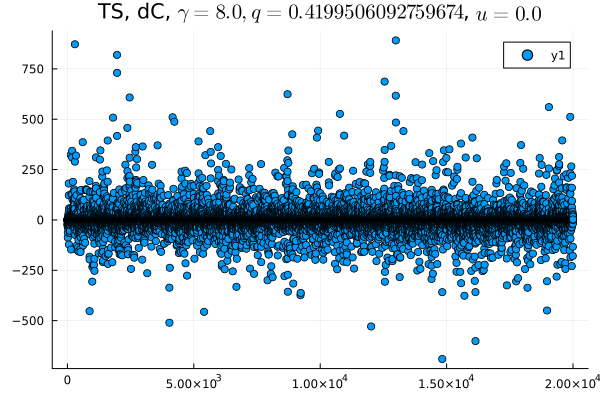 TS, dC, γ = 8.0, q = 0.4199506092759674, u = 0.0
y1
750
500
250
0
−250
−500
0 5.00×10³ 1.00×10⁴ 1.50×10⁴ 2.00×10⁴